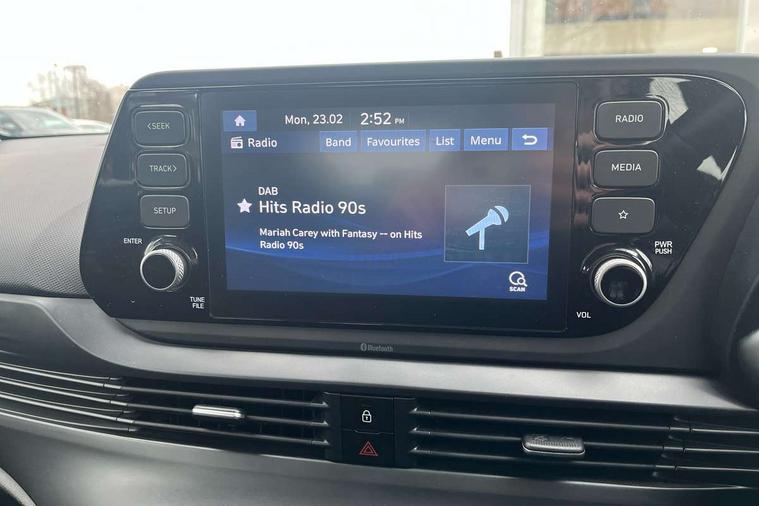 <SEEK
TRACK>
SETUP
ENTER
TUNE
FILE
Mon, 23.02 2:52 PM
Radio Band Favourites List Menu
DAB
Hits Radio 90s
Mariah Carey with Fantasy -- on Hits
Radio 90s
SCAN
RADIO
MEDIA
PWR
PUSH
VOL
Bluetooth